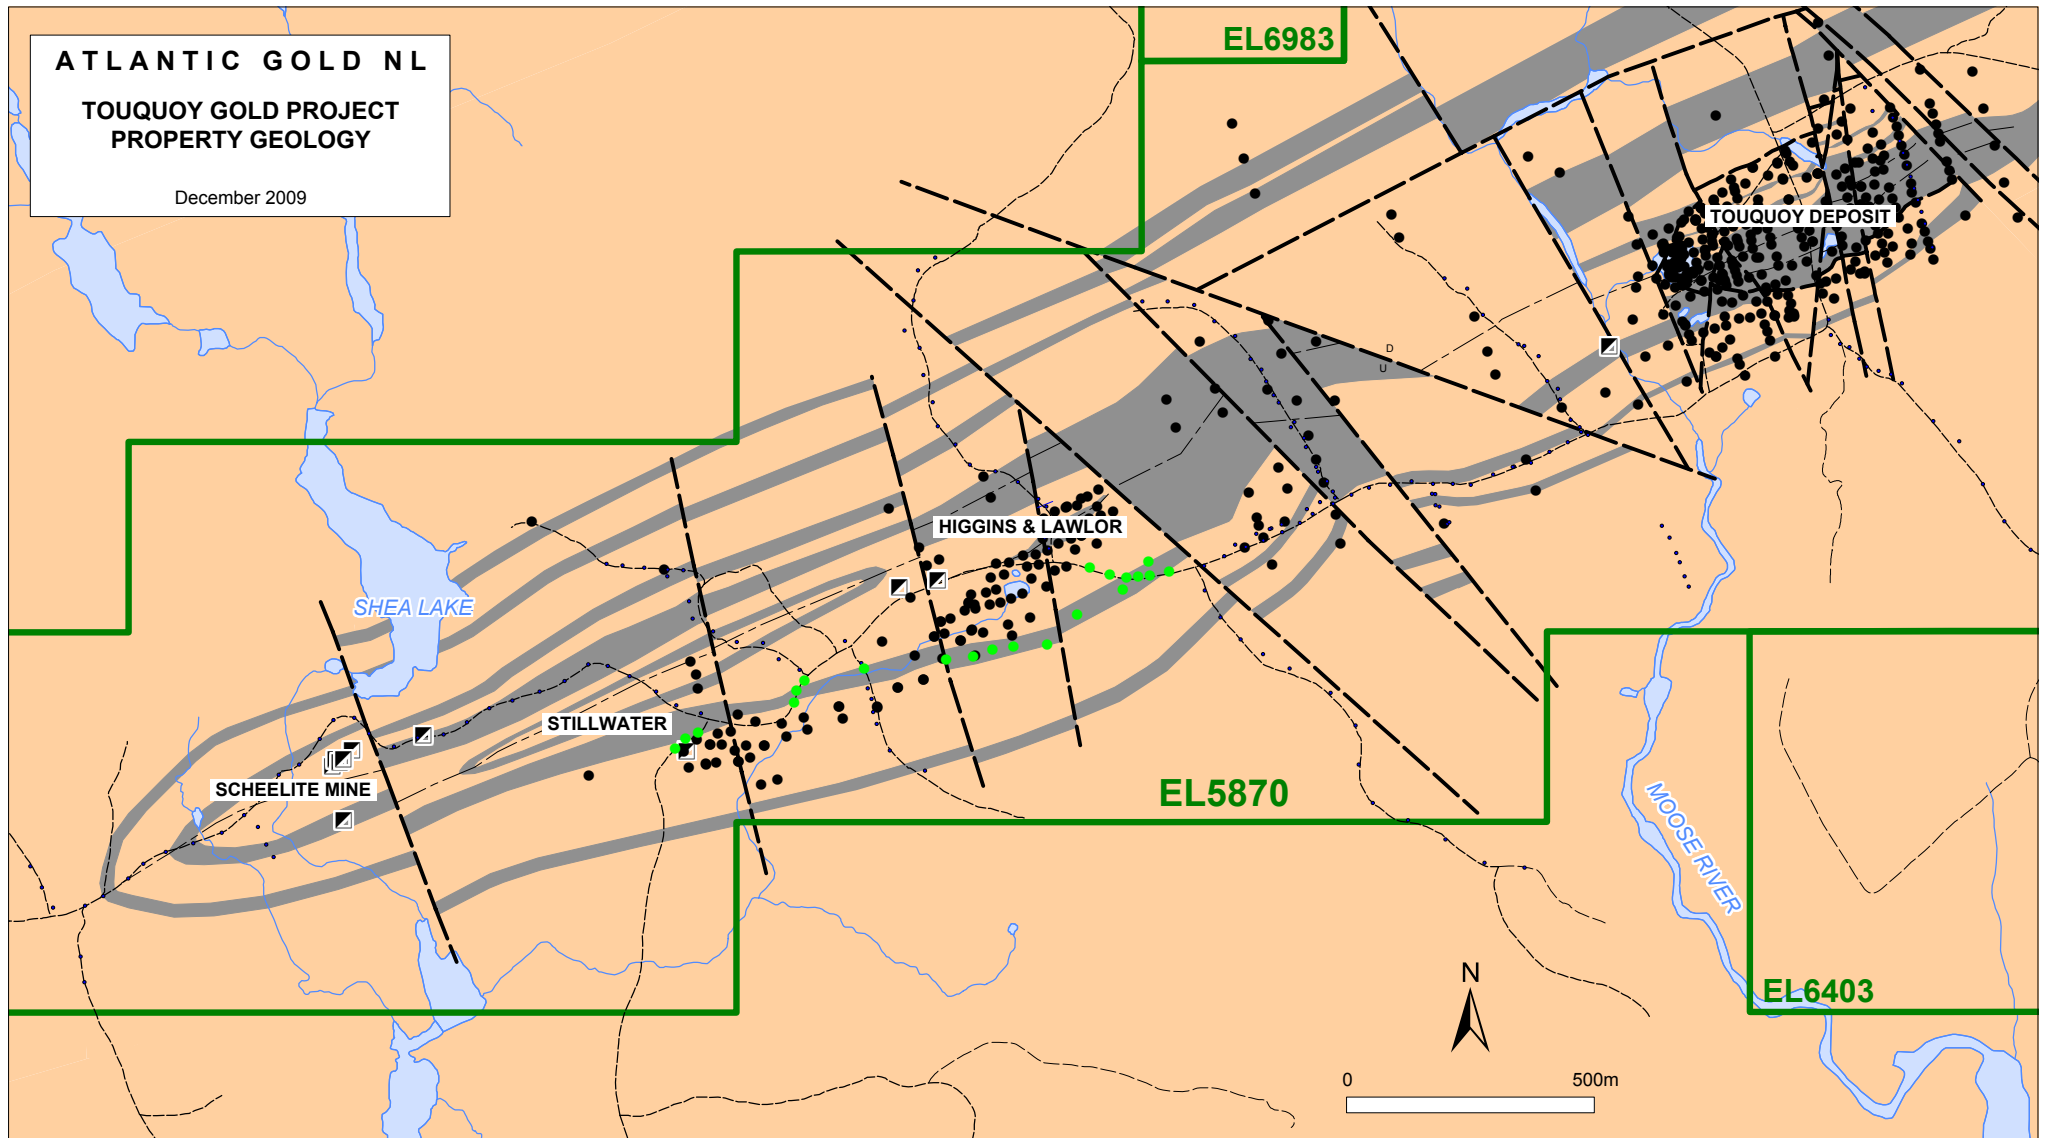 ATLANTIC GOLD NL
TOUQUOY GOLD PROJECT
PROPERTY GEOLOGY
December 2009
EL6983
TOUQUOY DEPOSIT
D
U
HIGGINS & LAWLOR
SHEA LAKE
STILLWATER
SCHEELITE MINE
EL5870
MOOSE RIVER
EL6403
N
0 500m